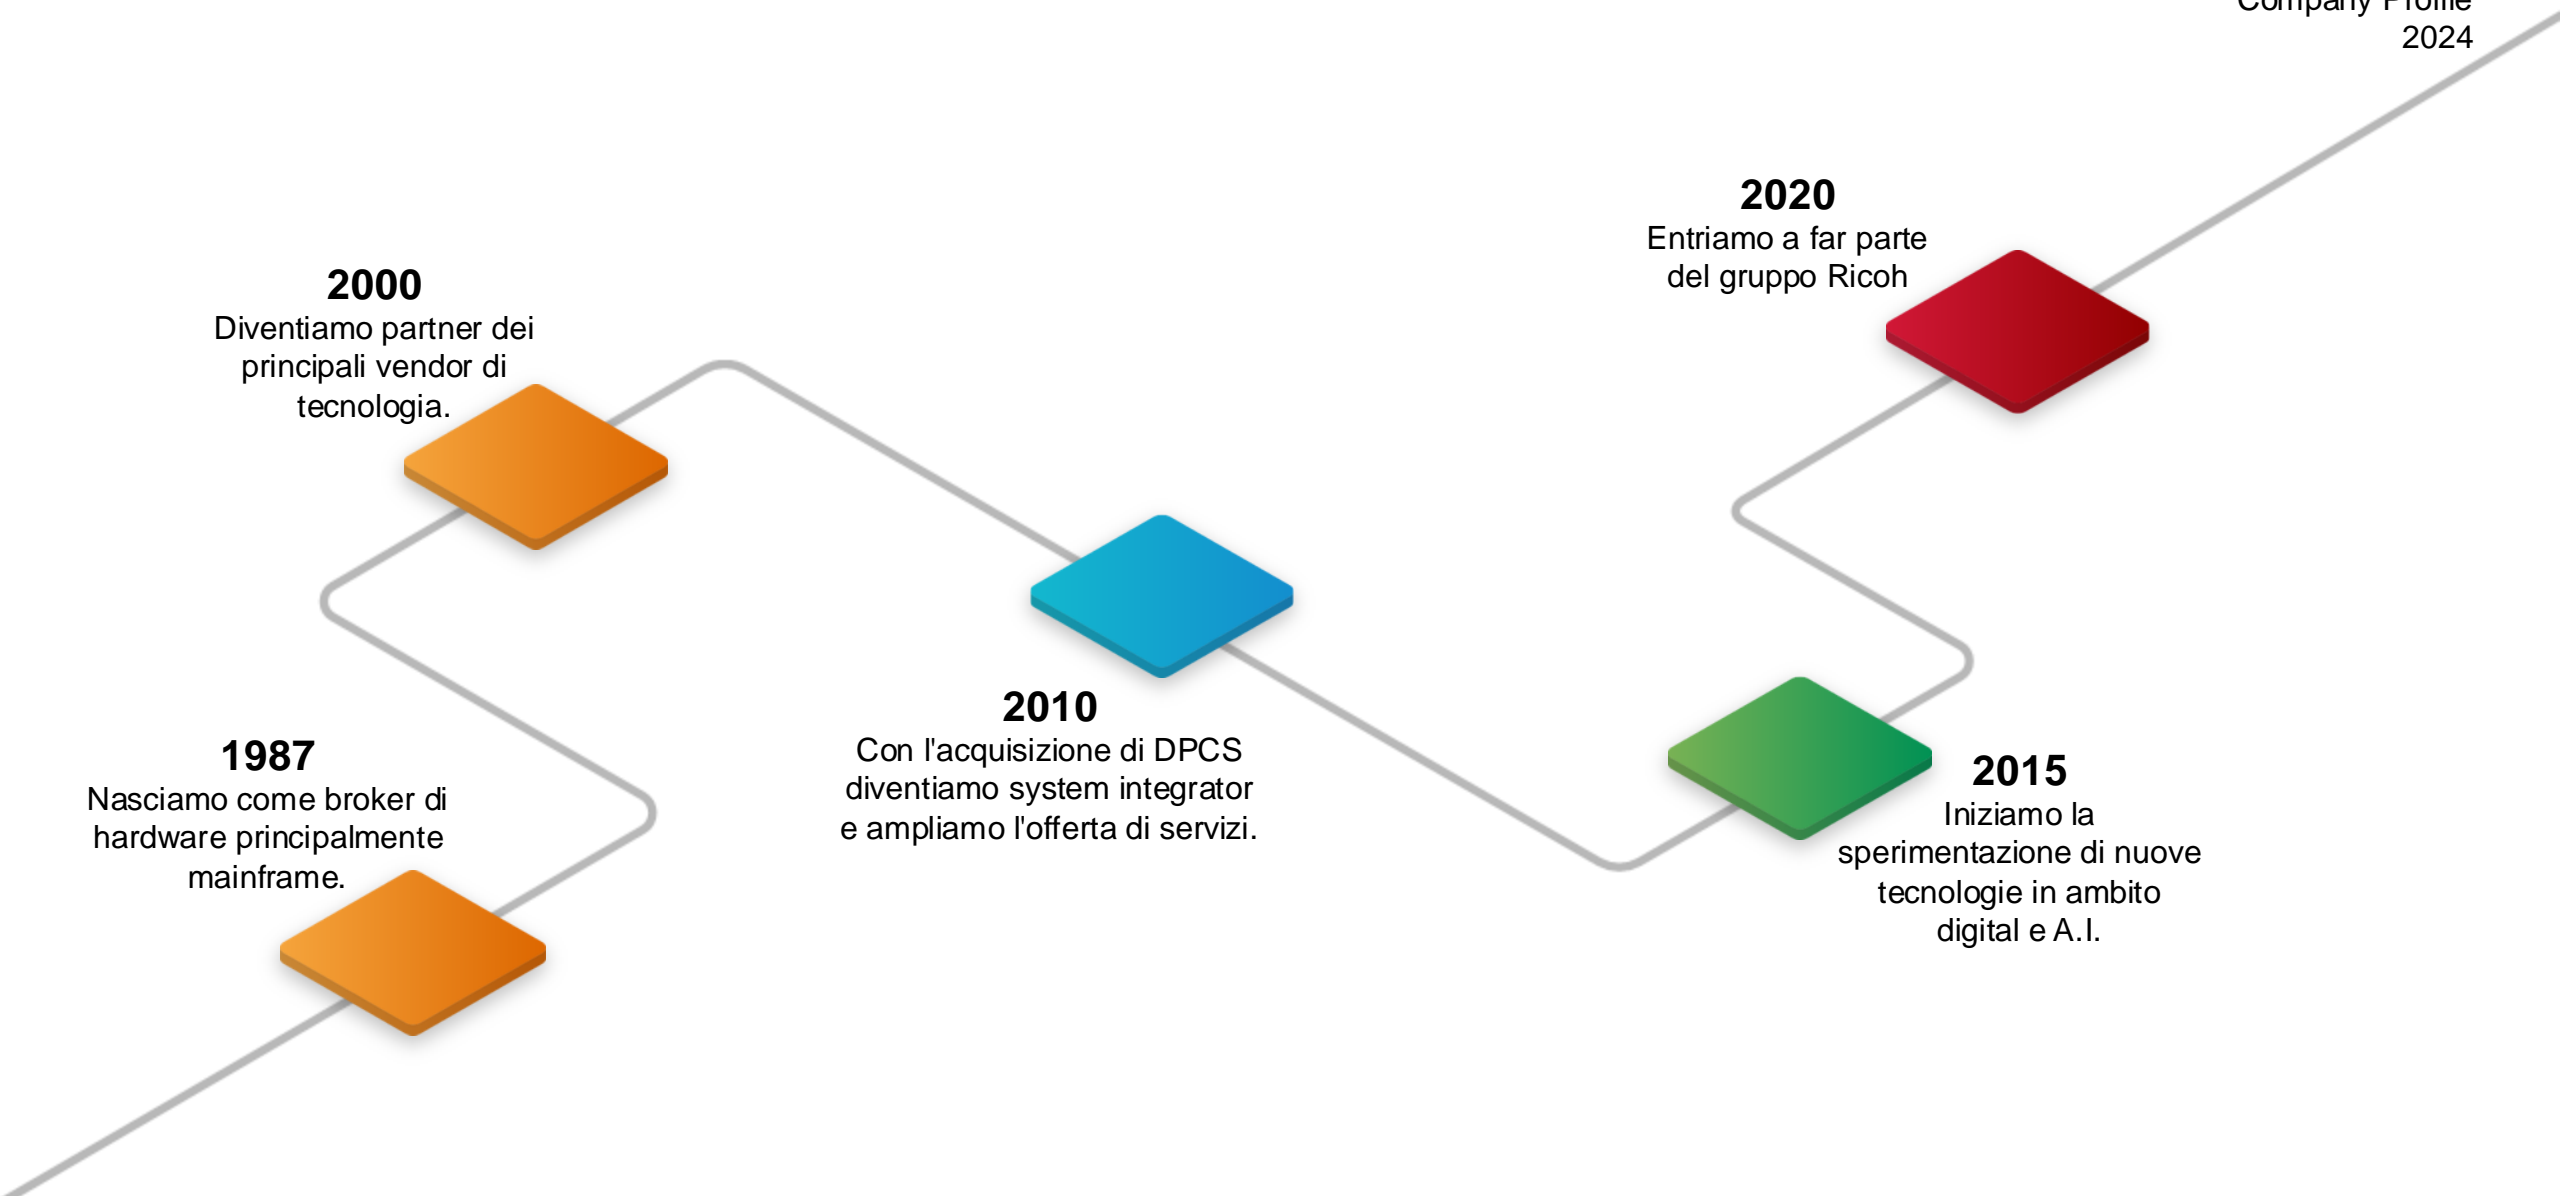 Company Profile
2024
2020
Entriamo a far parte
del gruppo Ricoh
2000
Diventiamo partner dei
principali vendor di
tecnologia.
2010
Con l'acquisizione di DPCS
diventiamo system integrator
e ampliamo l'offerta di servizi.
1987
Nasciamo come broker di
hardware principalmente
mainframe.
2015
Iniziamo la
sperimentazione di nuove
tecnologie in ambito
digital e A.I.